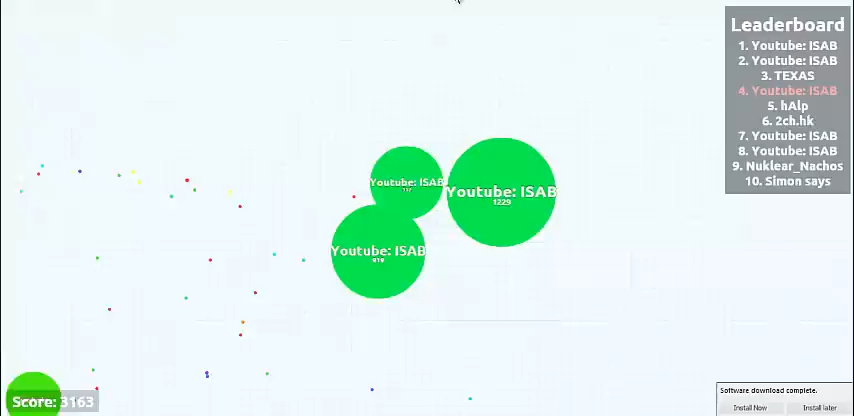 Leaderboard
1. Youtube: ISAB
2. Youtube: ISAB
3. TEXAS
4. Youtube: ISAB
5. hAlp
6. 2ch.hk
7. Youtube: ISAB
8. Youtube: ISAB
9. Nuklear_Nachos
10. Simon says
Youtube: ISAB
Youtube: ISAB
1229
Youtube: ISAB
Software download complete.
Install Now
Install later
Score: 3163